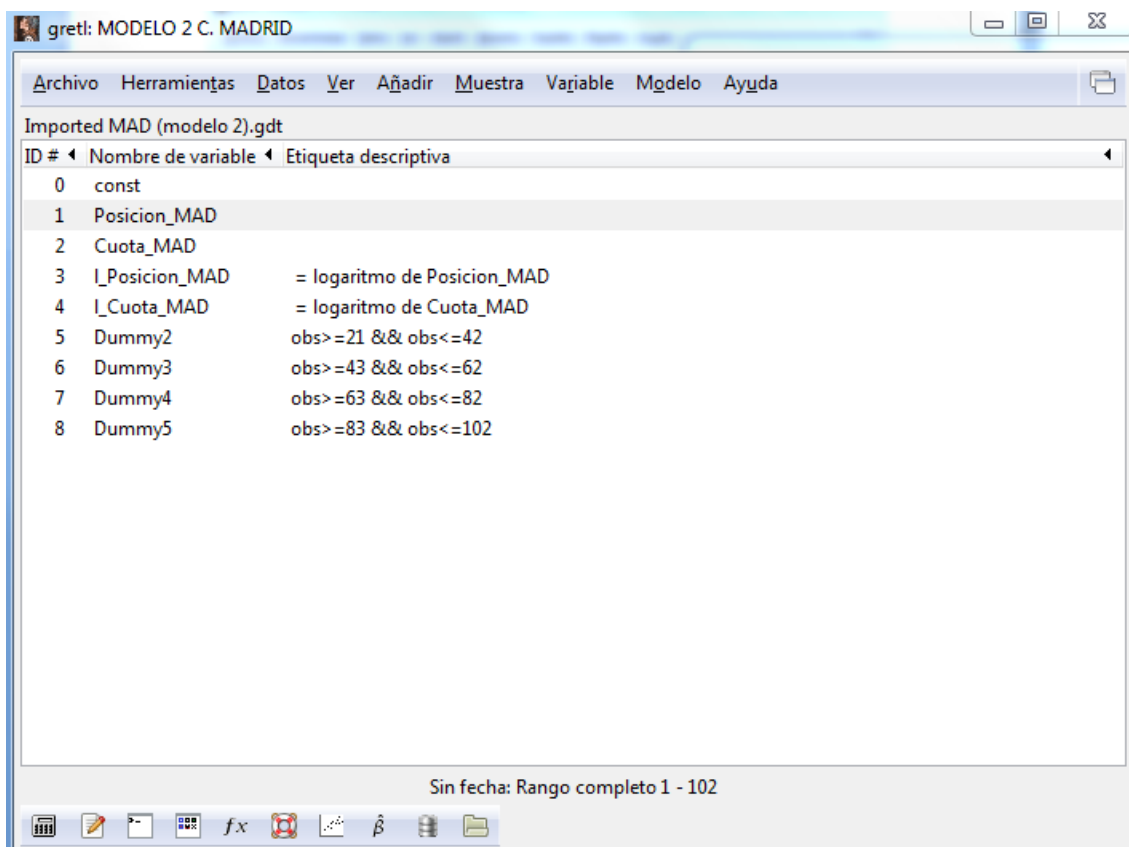 gretl: MODELO 2 C. MADRID
Archivo Herramientas Datos Ver Añadir Muestra Variable Modelo Ayuda
Imported MAD (modelo 2).gdt
ID # Nombre de variable Etiqueta descriptiva
0 const
1 Posicion_MAD
2 Cuota_MAD
3 l_Posicion_MAD = logaritmo de Posicion_MAD
4 l_Cuota_MAD = logaritmo de Cuota_MAD
5 Dummy2 obs>=21 && obs<=42
6 Dummy3 obs>=43 && obs<=62
7 Dummy4 obs>=63 && obs<=82
8 Dummy5 obs>=83 && obs<=102
Sin fecha: Rango completo 1 - 102
fx β̂